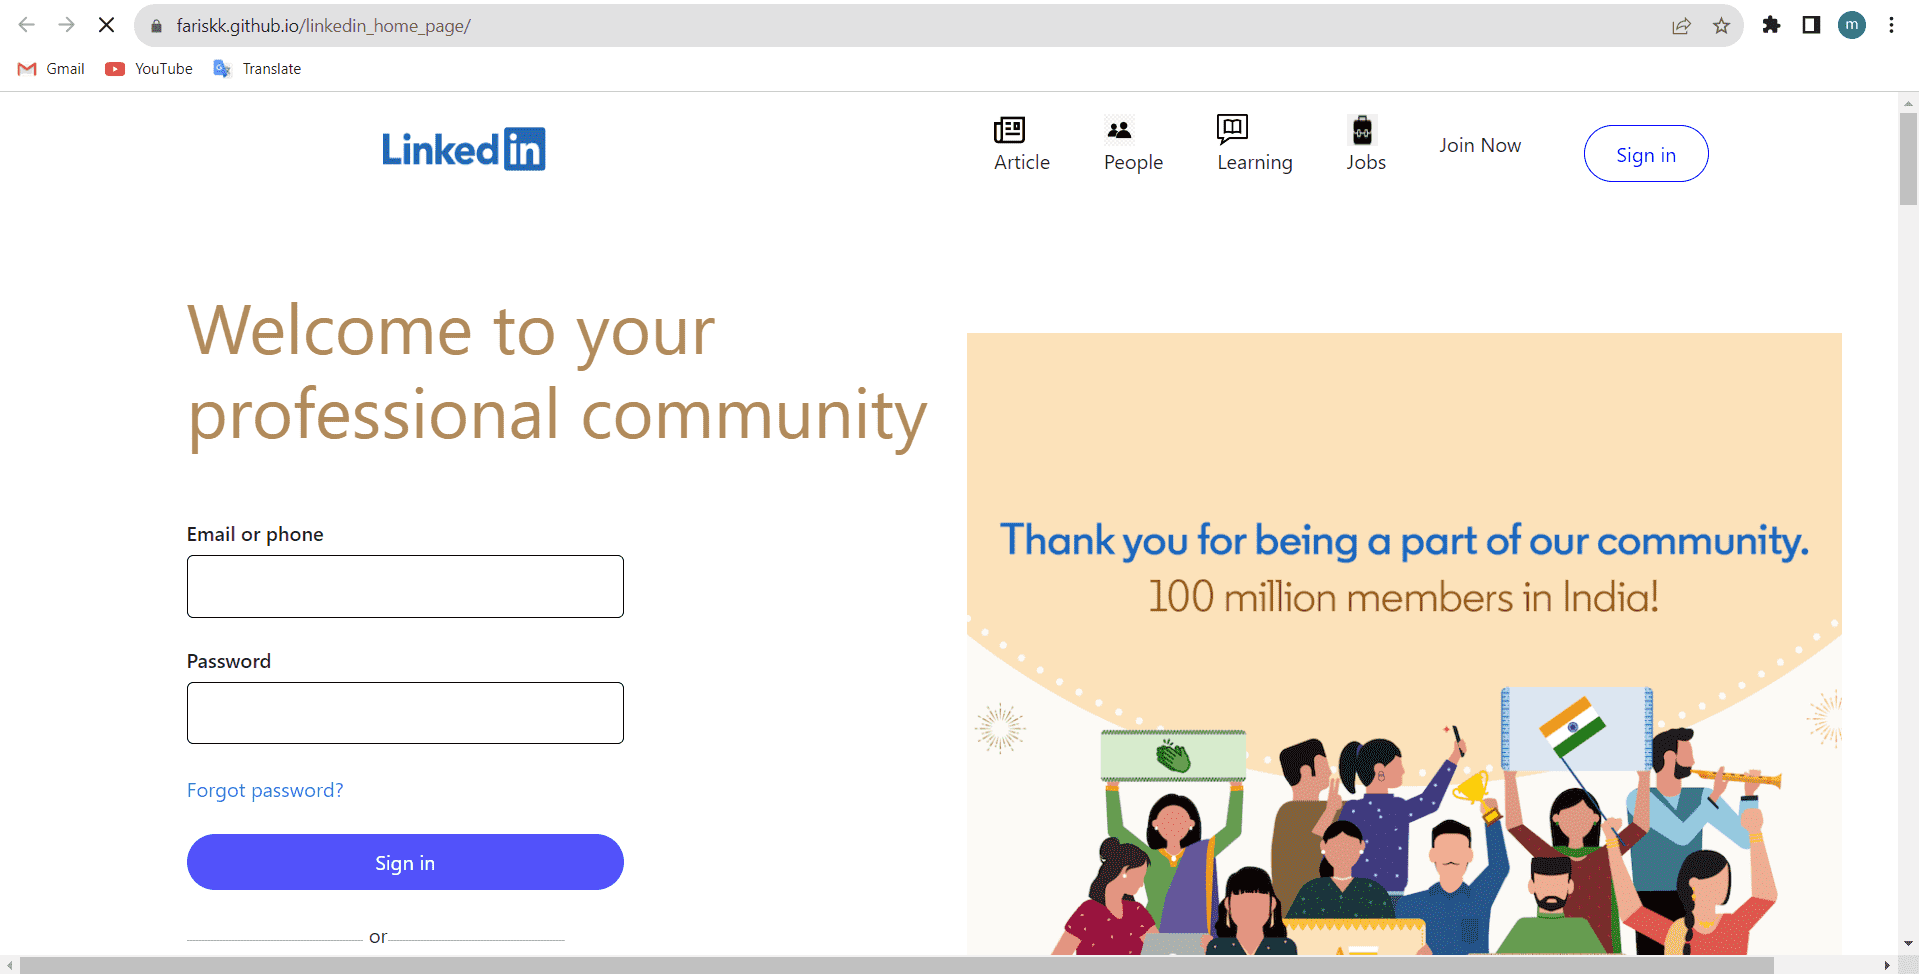 fariskk.github.io/linkedin_home_page/
m
Gmail YouTube Translate
Linkedin
Article People Learning Jobs Join Now Sign in
Welcome to your
professional community
Email or phone
Password
Forgot password?
Sign in
or
Thank you for being a part of our community.
100 million members in India!